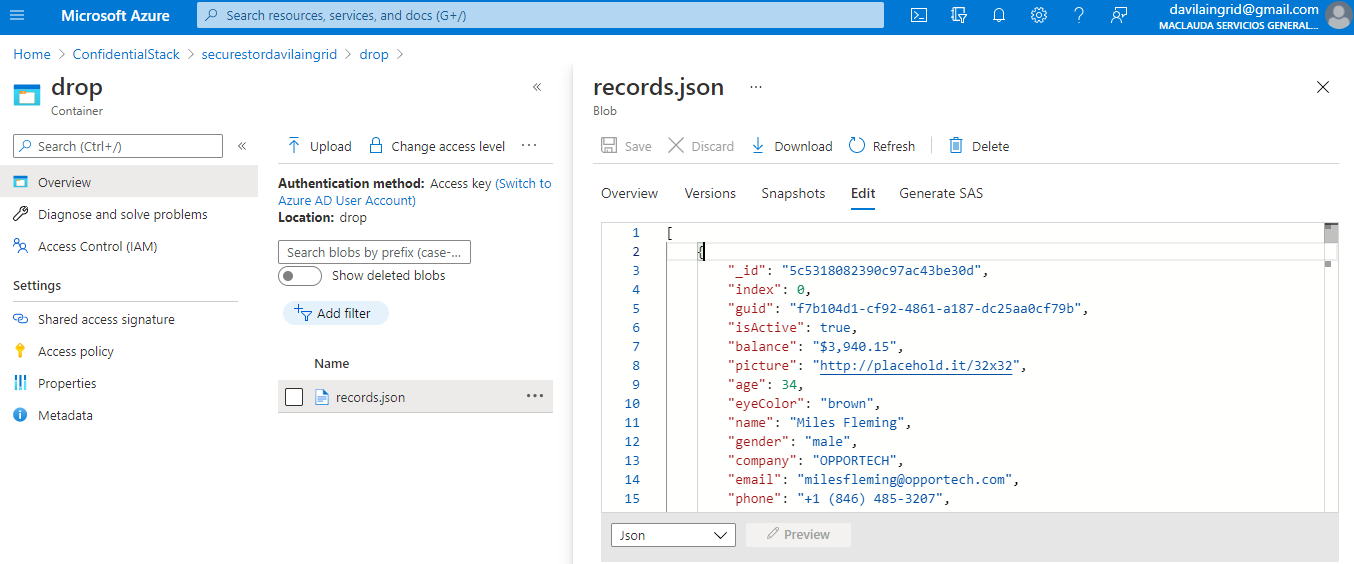 Microsoft Azure
Search resources, services, and docs (G+/)
davilaingrid@gmail.com
MACLAUDA SERVICIOS GENERAL...
Home > ConfidentialStack > securestordavilaingrid > drop >
drop
Container
Search (Ctrl+/)
Overview
Diagnose and solve problems
Access Control (IAM)
Settings
Shared access signature
Access policy
Properties
Metadata
Upload
Change access level
Authentication method: Access key (Switch to
Azure AD User Account)
Location: drop
Search blobs by prefix (case-...
Show deleted blobs
Add filter
Name
records.json
records.json
Blob
Save
Discard
Download
Refresh
Delete
Overview
Versions
Snapshots
Edit
Generate SAS
1 [
2 {
3 "_id": "5c5318082390c97ac43be30d",
4 "index": 0,
5 "guid": "f7b104d1-cf92-4861-a187-dc25aa0cf79b",
6 "isActive": true,
7 "balance": "$3,940.15",
8 "picture": "http://placehold.it/32x32",
9 "age": 34,
10 "eyeColor": "brown",
11 "name": "Miles Fleming",
12 "gender": "male",
13 "company": "OPPORTECH",
14 "email": "milesfleming@opportech.com",
15 "phone": "+1 (846) 485-3207",
Json
Preview